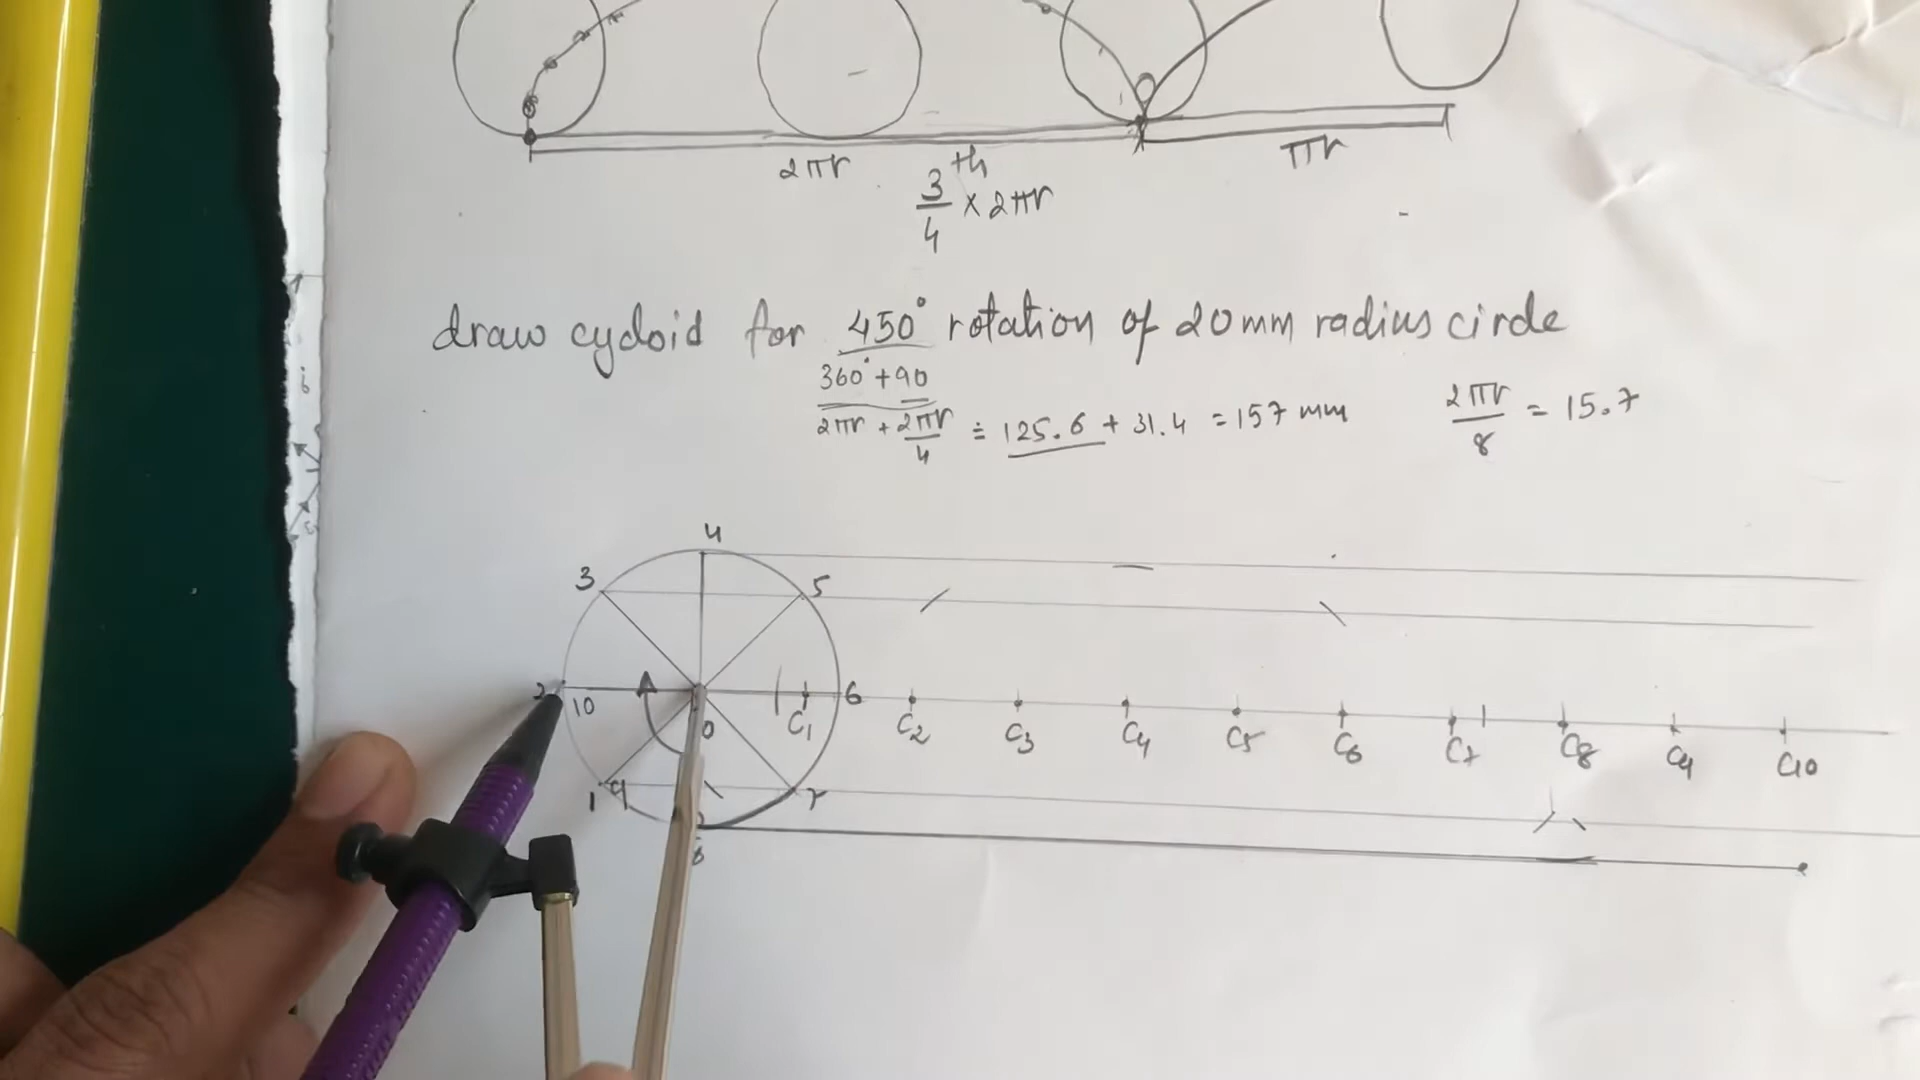 2πr
πr
3/4 th × 2πr
draw cycloid for 450° rotation of 20mm radius circle
360° + 90
2πr + 2πr/4 = 125.6 + 31.4 = 157 mm
2πr/8 = 15.7
4
3
5
10
6
0
C1
C2
C3
C4
C5
C6
C7
C8
C9
C10
1
9
7
8